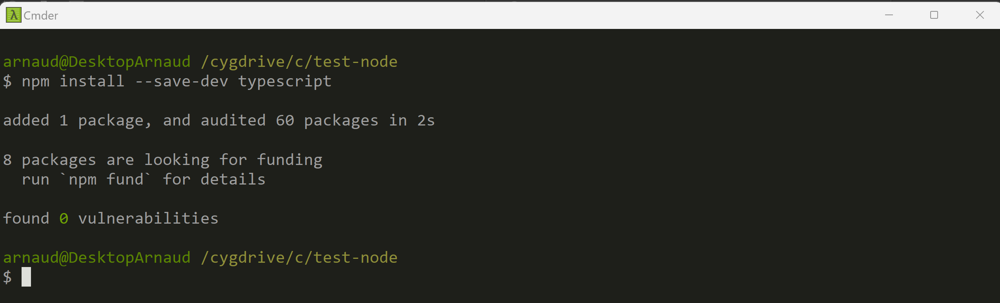 λ Cmder
arnaud@DesktopArnaud /cygdrive/c/test-node
$ npm install --save-dev typescript
added 1 package, and audited 60 packages in 2s
8 packages are looking for funding
  run `npm fund` for details
found 0 vulnerabilities
arnaud@DesktopArnaud /cygdrive/c/test-node
$